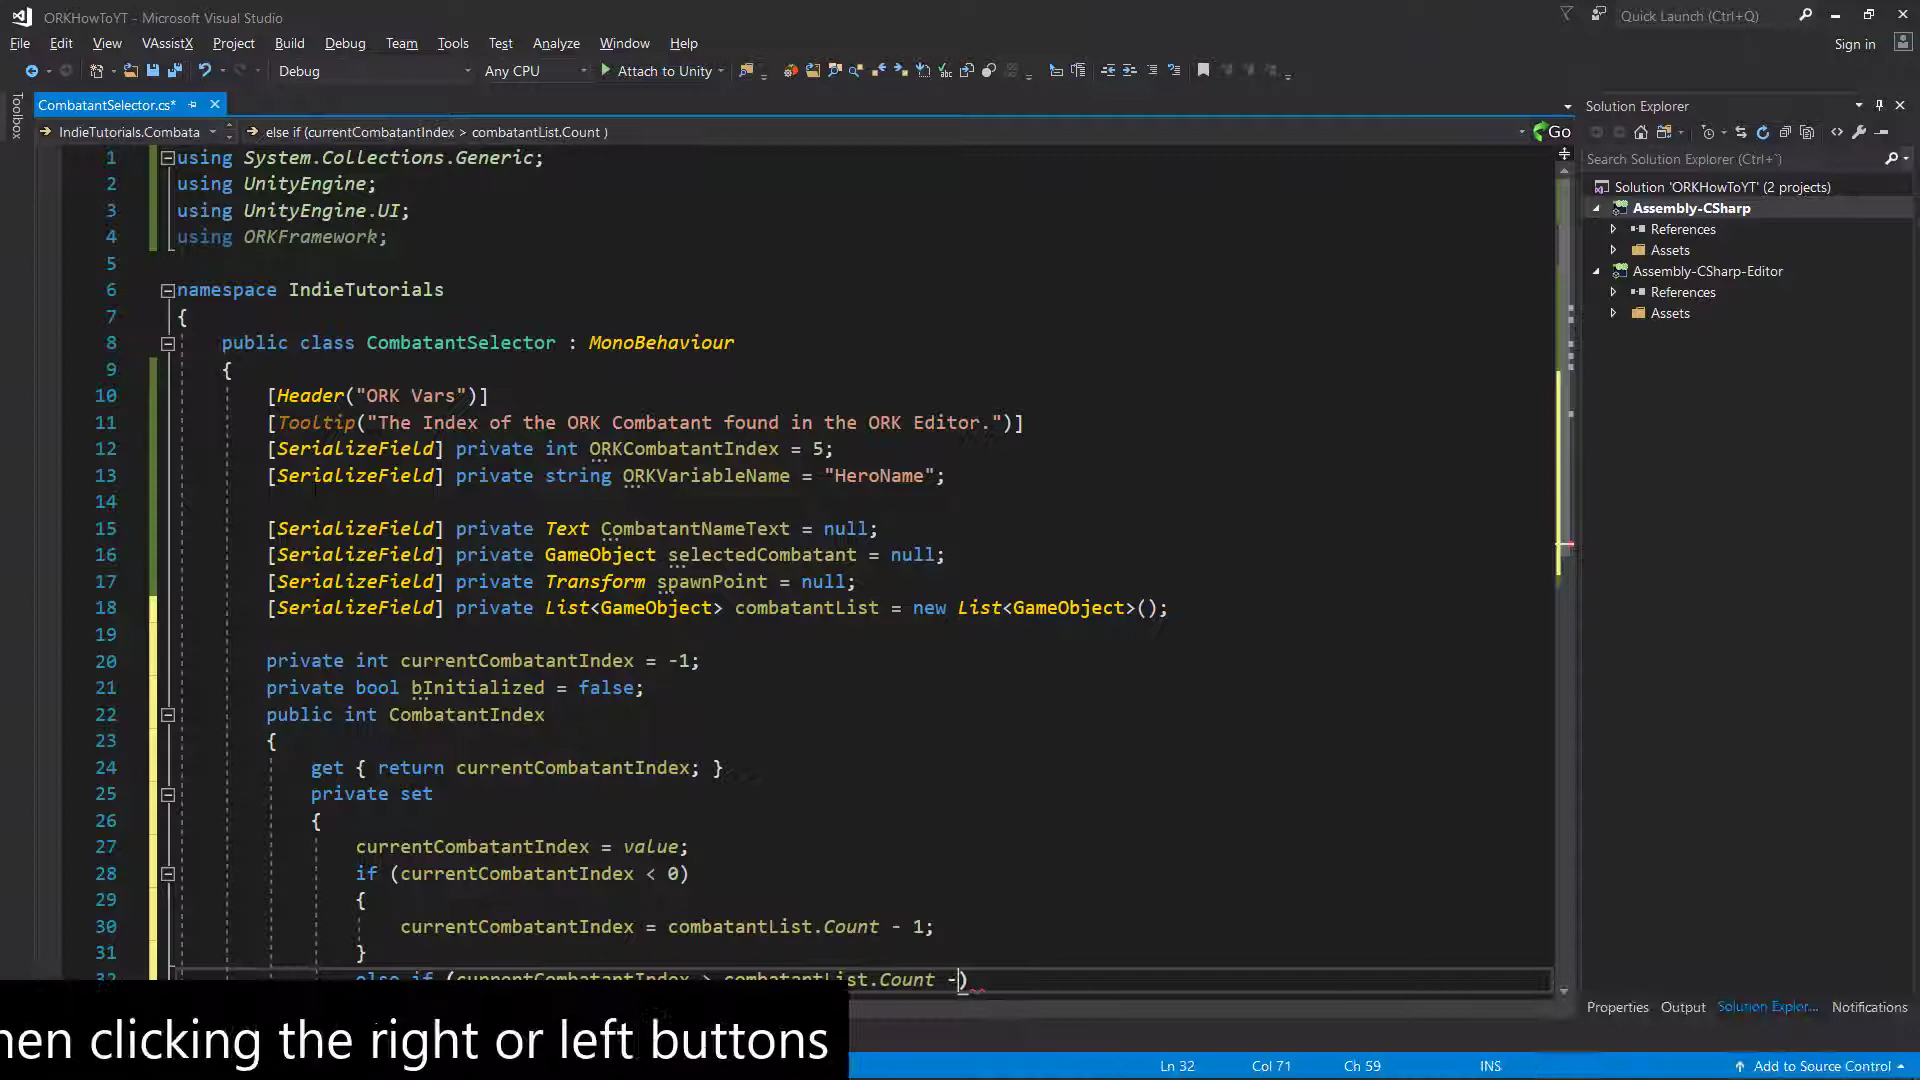 ORKHowToYT - Microsoft Visual Studio
Quick Launch (Ctrl+Q)
File Edit View VAssistX Project Build Debug Team Tools Test Analyze Window Help
Sign in
Debug Any CPU Attach to Unity
Toolbox
CombatantSelector.cs*
IndieTutorials.Combata else if (currentCombatantIndex > combatantList.Count ) Go
1 using System.Collections.Generic;
2 using UnityEngine;
3 using UnityEngine.UI;
4 using ORKFramework;
5
6 namespace IndieTutorials
7 {
8 public class CombatantSelector : MonoBehaviour
9 {
10 [Header("ORK Vars")]
11 [Tooltip("The Index of the ORK Combatant found in the ORK Editor.")]
12 [SerializeField] private int ORKCombatantIndex = 5;
13 [SerializeField] private string ORKVariableName = "HeroName";
14
15 [SerializeField] private Text CombatantNameText = null;
16 [SerializeField] private GameObject selectedCombatant = null;
17 [SerializeField] private Transform spawnPoint = null;
18 [SerializeField] private List<GameObject> combatantList = new List<GameObject>();
19
20 private int currentCombatantIndex = -1;
21 private bool bInitialized = false;
22 public int CombatantIndex
23 {
24 get { return currentCombatantIndex; }
25 private set
26 {
27 currentCombatantIndex = value;
28 if (currentCombatantIndex < 0)
29 {
30 currentCombatantIndex = combatantList.Count - 1;
31 }
32 else if (currentCombatantIndex > combatantList.Count -)
Solution Explorer
Search Solution Explorer (Ctrl+¨)
Solution 'ORKHowToYT' (2 projects)
Assembly-CSharp
References
Assets
Assembly-CSharp-Editor
References
Assets
Properties Output Solution Explor... Notifications
hen clicking the right or left buttons
Ln 32 Col 71 Ch 59 INS Add to Source Control